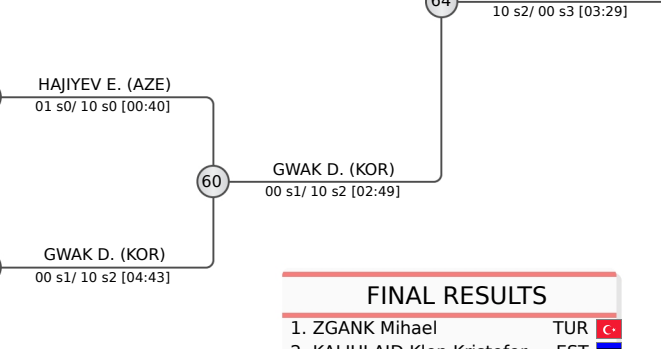 64
10 s2/ 00 s3 [03:29]
HAJIYEV E. (AZE)
01 s0/ 10 s0 [00:40]
60
GWAK D. (KOR)
00 s1/ 10 s2 [02:49]
GWAK D. (KOR)
00 s1/ 10 s2 [04:43]
FINAL RESULTS
1. ZGANK Mihael TUR